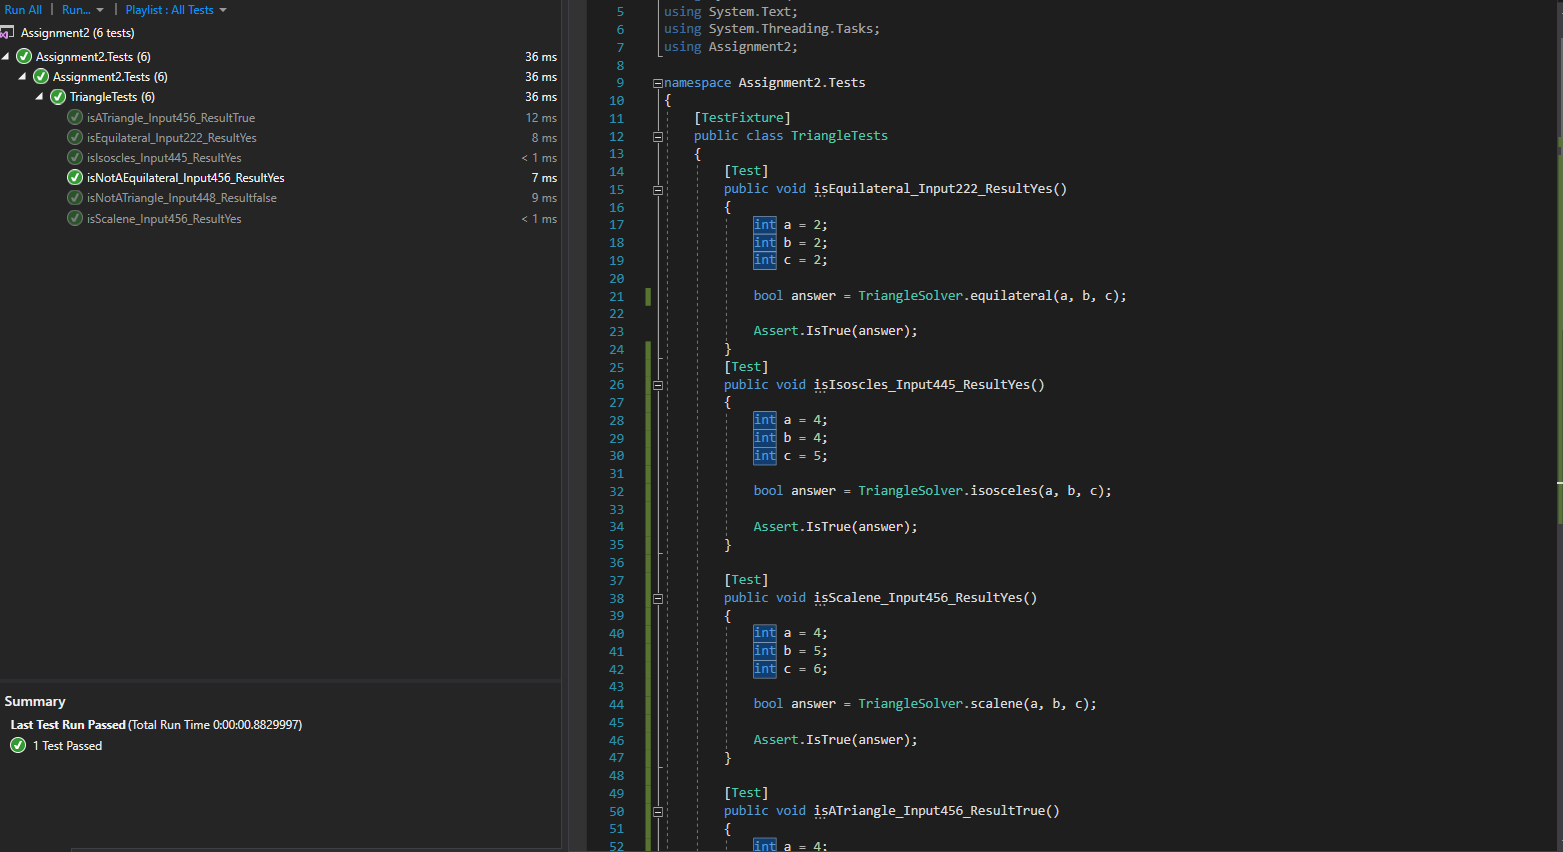 Run All | Run... | Playlist : All Tests
Assignment2 (6 tests)
Assignment2.Tests (6) 36 ms
Assignment2.Tests (6) 36 ms
TriangleTests (6) 36 ms
isATriangle_Input456_ResultTrue 12 ms
isEquilateral_Input222_ResultYes 8 ms
isIsoscles_Input445_ResultYes < 1 ms
isNotAEquilateral_Input456_ResultYes 7 ms
isNotATriangle_Input448_Resultfalse 9 ms
isScalene_Input456_ResultYes < 1 ms
Summary
Last Test Run Passed (Total Run Time 0:00:00.8829997)
1 Test Passed
5 using System.Text;
6 using System.Threading.Tasks;
7 using Assignment2;
8
9 namespace Assignment2.Tests
10 {
11 [TestFixture]
12 public class TriangleTests
13 {
14 [Test]
15 public void isEquilateral_Input222_ResultYes()
16 {
17 int a = 2;
18 int b = 2;
19 int c = 2;
20
21 bool answer = TriangleSolver.equilateral(a, b, c);
22
23 Assert.IsTrue(answer);
24 }
25 [Test]
26 public void isIsoscles_Input445_ResultYes()
27 {
28 int a = 4;
29 int b = 4;
30 int c = 5;
31
32 bool answer = TriangleSolver.isosceles(a, b, c);
33
34 Assert.IsTrue(answer);
35 }
36
37 [Test]
38 public void isScalene_Input456_ResultYes()
39 {
40 int a = 4;
41 int b = 5;
42 int c = 6;
43
44 bool answer = TriangleSolver.scalene(a, b, c);
45
46 Assert.IsTrue(answer);
47 }
48
49 [Test]
50 public void isATriangle_Input456_ResultTrue()
51 {
52 int a = 4;